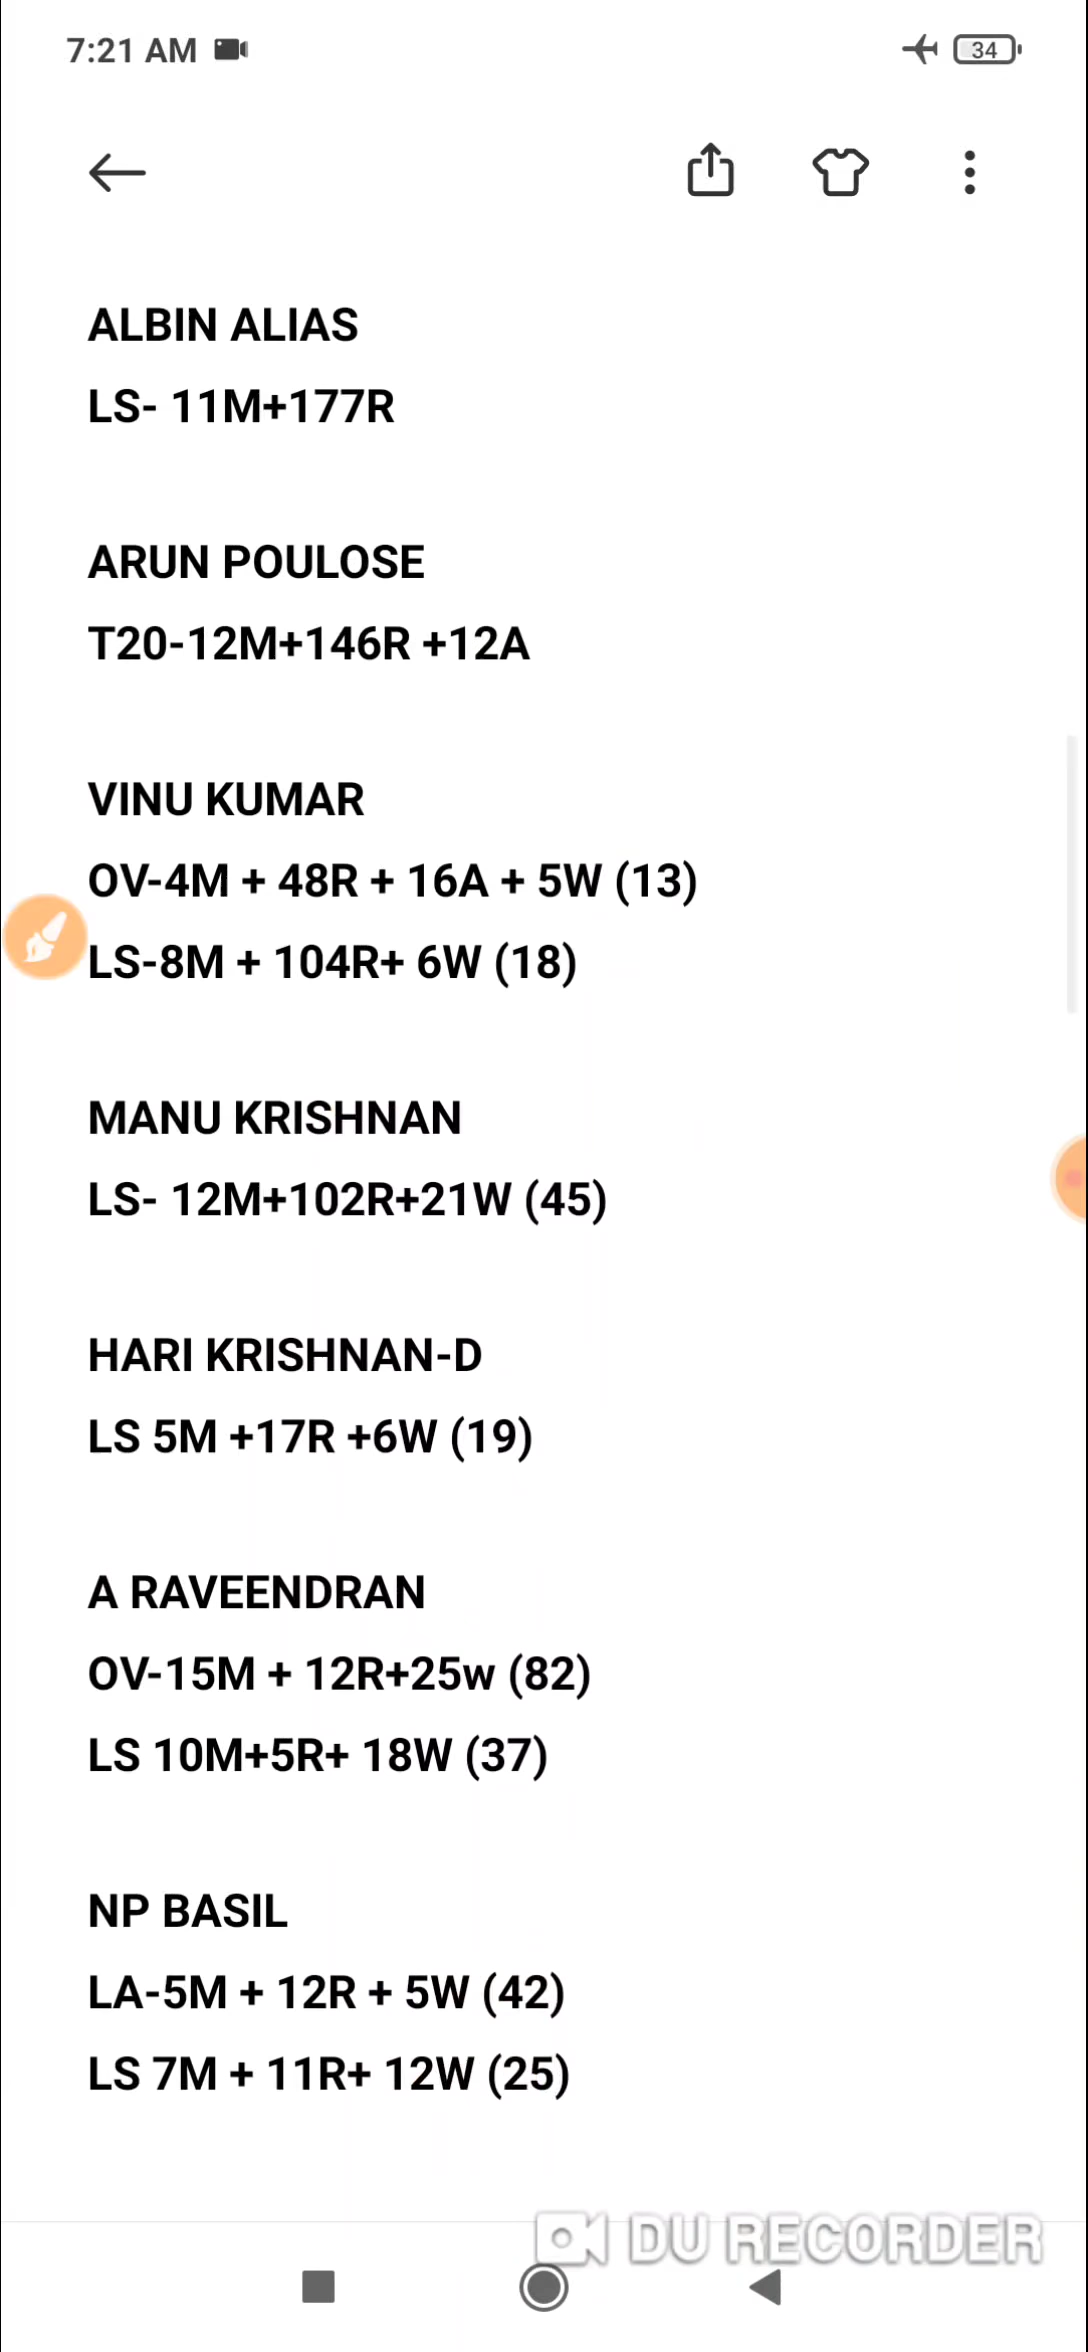 7:21 AM
34
ALBIN ALIAS
LS- 11M+177R
ARUN POULOSE
T20-12M+146R +12A
VINU KUMAR
OV-4M + 48R + 16A + 5W (13)
LS-8M + 104R+ 6W (18)
MANU KRISHNAN
LS- 12M+102R+21W (45)
HARI KRISHNAN-D
LS 5M +17R +6W (19)
A RAVEENDRAN
OV-15M + 12R+25w (82)
LS 10M+5R+ 18W (37)
NP BASIL
LA-5M + 12R + 5W (42)
LS 7M + 11R+ 12W (25)
DU RECORDER